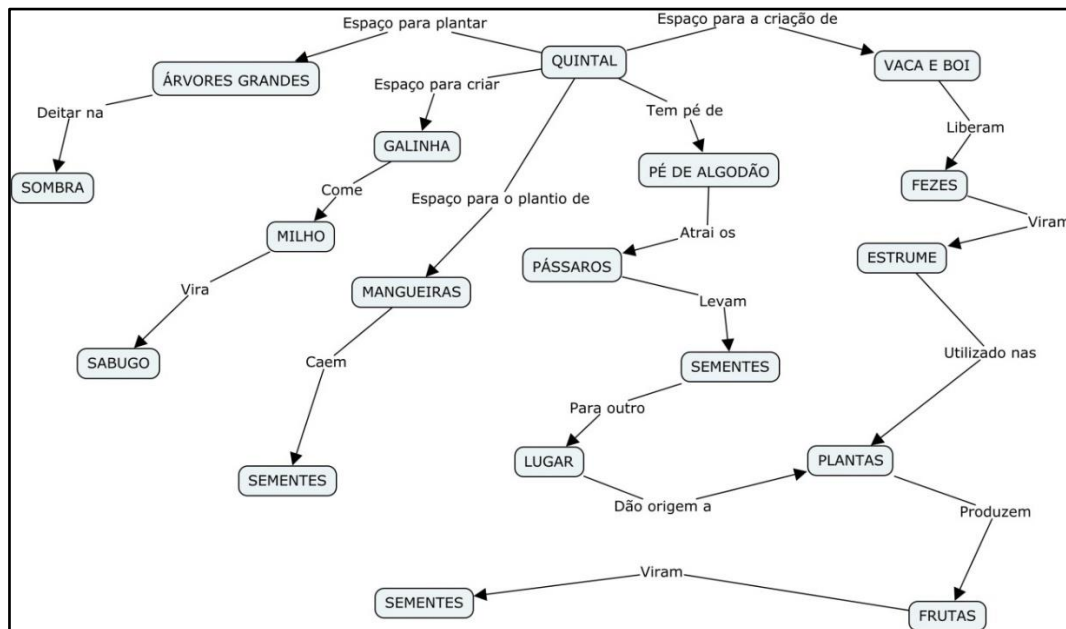 Espaço para plantar
Espaço para a criação de
QUINTAL
VACA E BOI
ÁRVORES GRANDES
Espaço para criar
Deitar na
Tem pé de
Liberam
GALINHA
PÉ DE ALGODÃO
SOMBRA
FEZES
Come
Espaço para o plantio de
Viram
MILHO
Atrai os
ESTRUME
PÁSSAROS
Vira
MANGUEIRAS
Levam
SABUGO
Caem
SEMENTES
Utilizado nas
Para outro
LUGAR
PLANTAS
SEMENTES
Dão origem a
Produzem
Viram
SEMENTES
FRUTAS